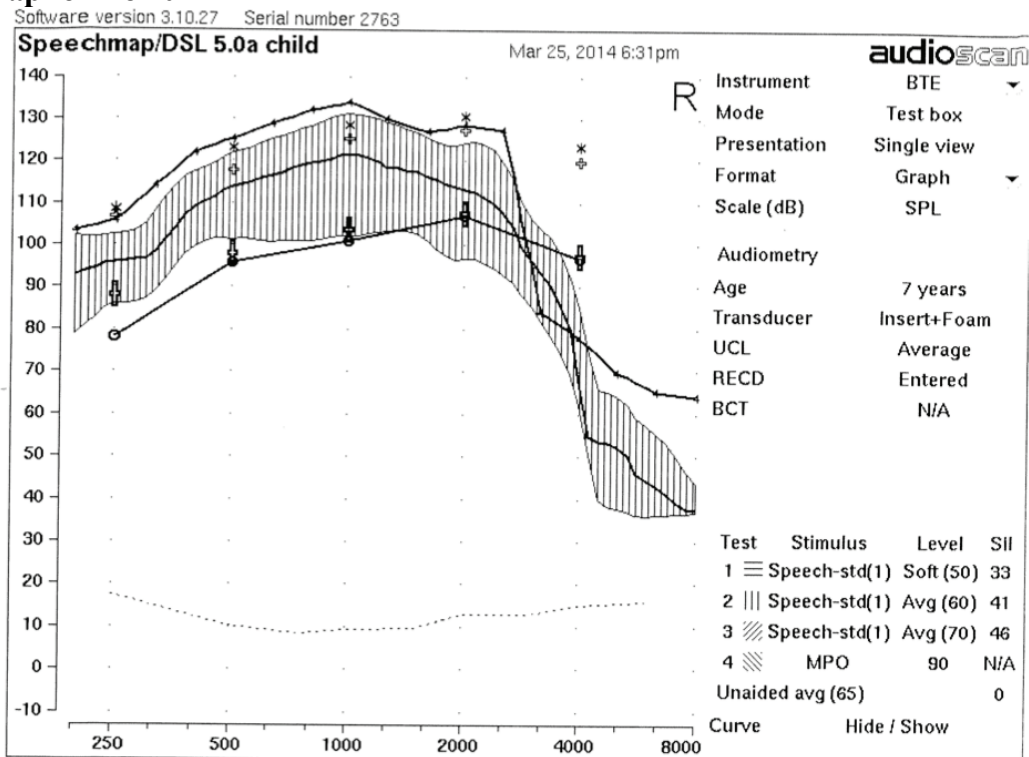 Software version 3.10.27 Serial number 2763
Speechmap/DSL 5.0a child Mar 25, 2014 6:31pm audioscan
R
140
130
120
110
100
90
80
70
60
50
40
30
20
10
0
-10
250 500 1000 2000 4000 8000
Instrument BTE
Mode Test box
Presentation Single view
Format Graph
Scale (dB) SPL
Audiometry
Age 7 years
Transducer Insert+Foam
UCL Average
RECD Entered
BCT N/A
Test Stimulus Level SII
1 Speech-std(1) Soft (50) 33
2 Speech-std(1) Avg (60) 41
3 Speech-std(1) Avg (70) 46
4 MPO 90 N/A
Unaided avg (65) 0
Curve Hide / Show